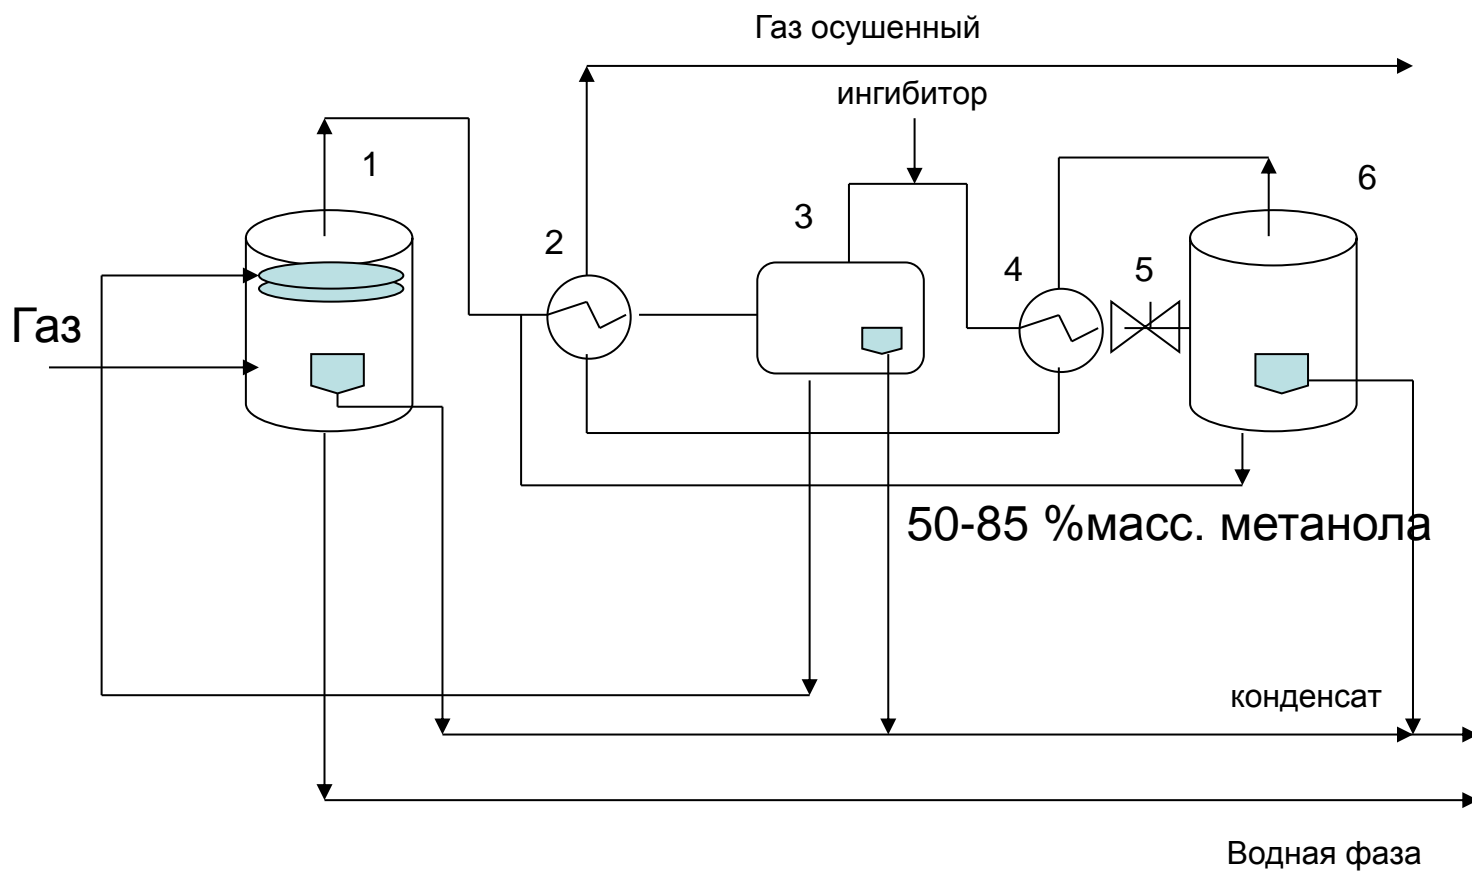 Газ осушенный
ингибитор
1
6
3
2
4
5
Газ
50-85 %масс. метанола
конденсат
Водная фаза